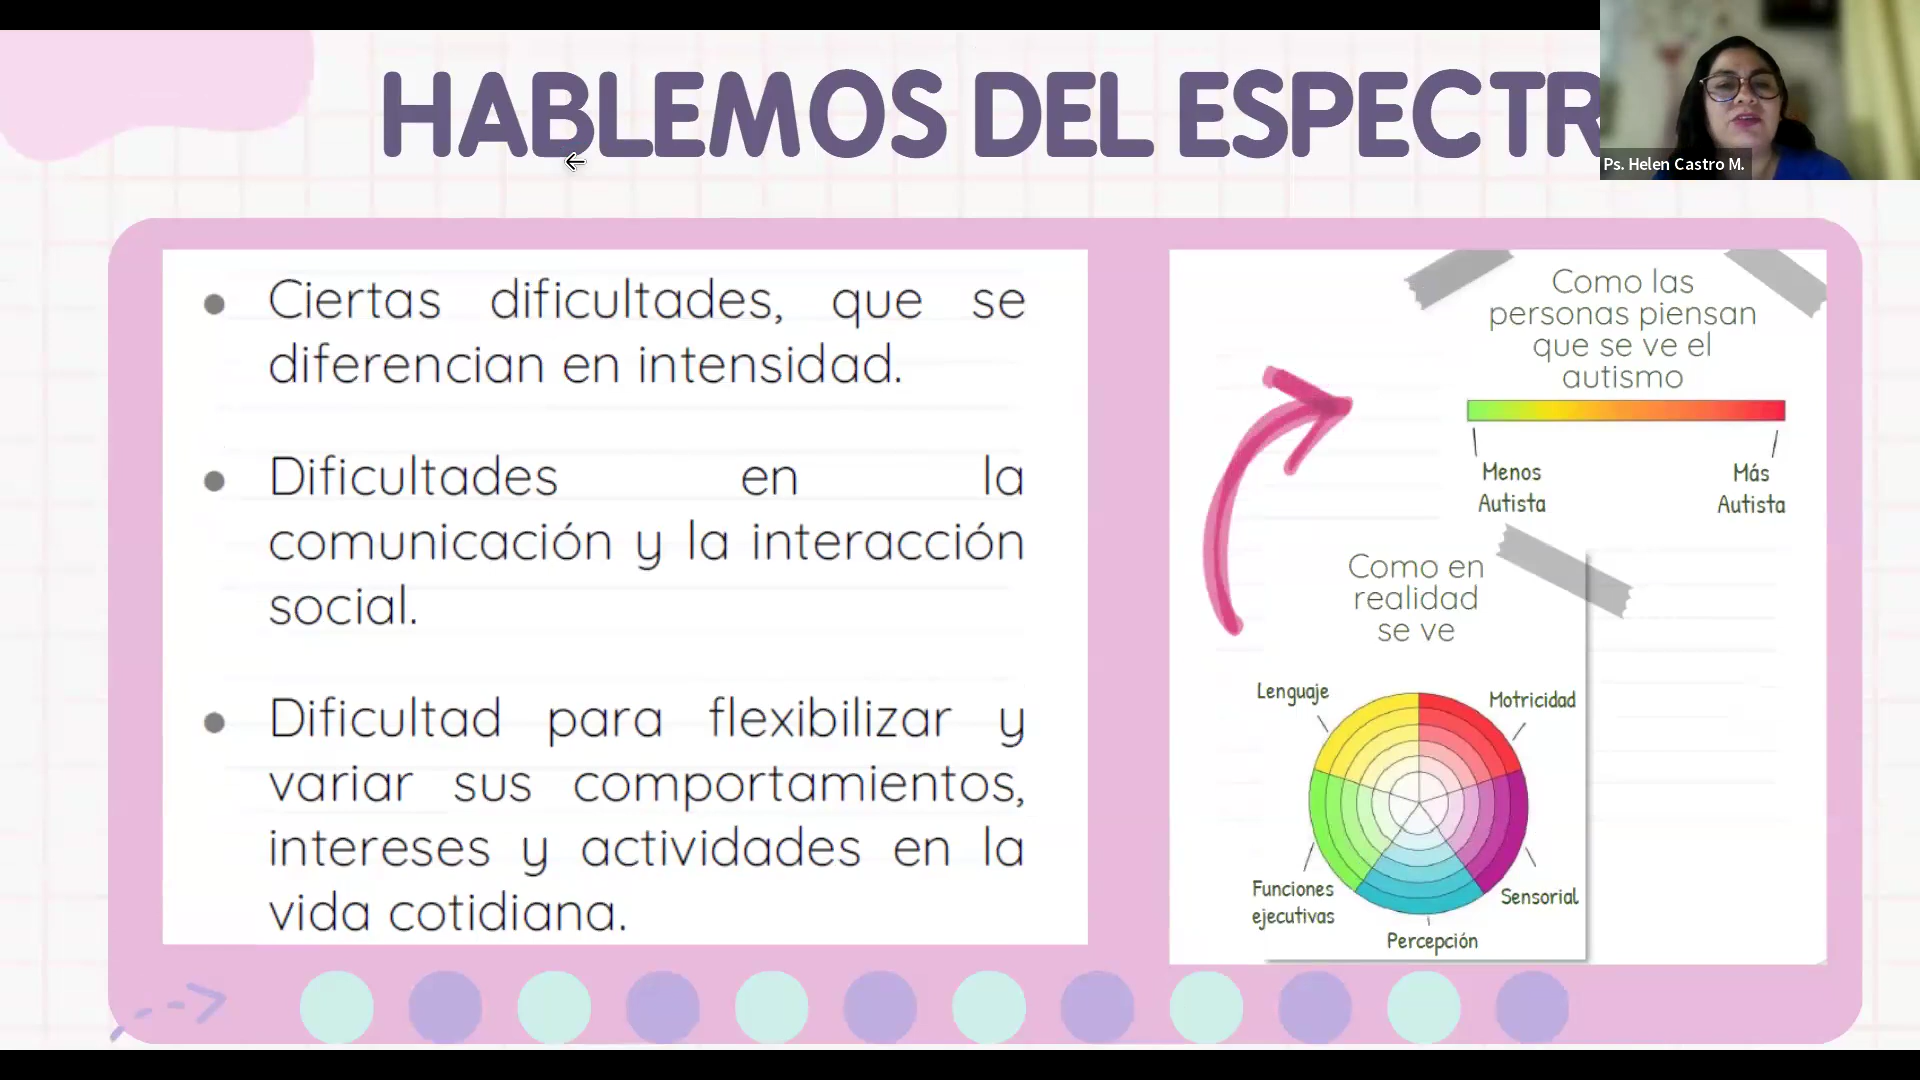 HABLEMOS DEL ESPECTR
Ps. Helen Castro M.
Ciertas dificultades, que se
diferencian en intensidad.
Dificultades en la
comunicación y la interacción
social.
Dificultad para flexibilizar y
variar sus comportamientos,
intereses y actividades en la
vida cotidiana.
Como las
personas piensan
que se ve el
autismo
Menos
Autista
Más
Autista
Como en
realidad
se ve
Lenguaje
Motricidad
Funciones
ejecutivas
Sensorial
Percepción